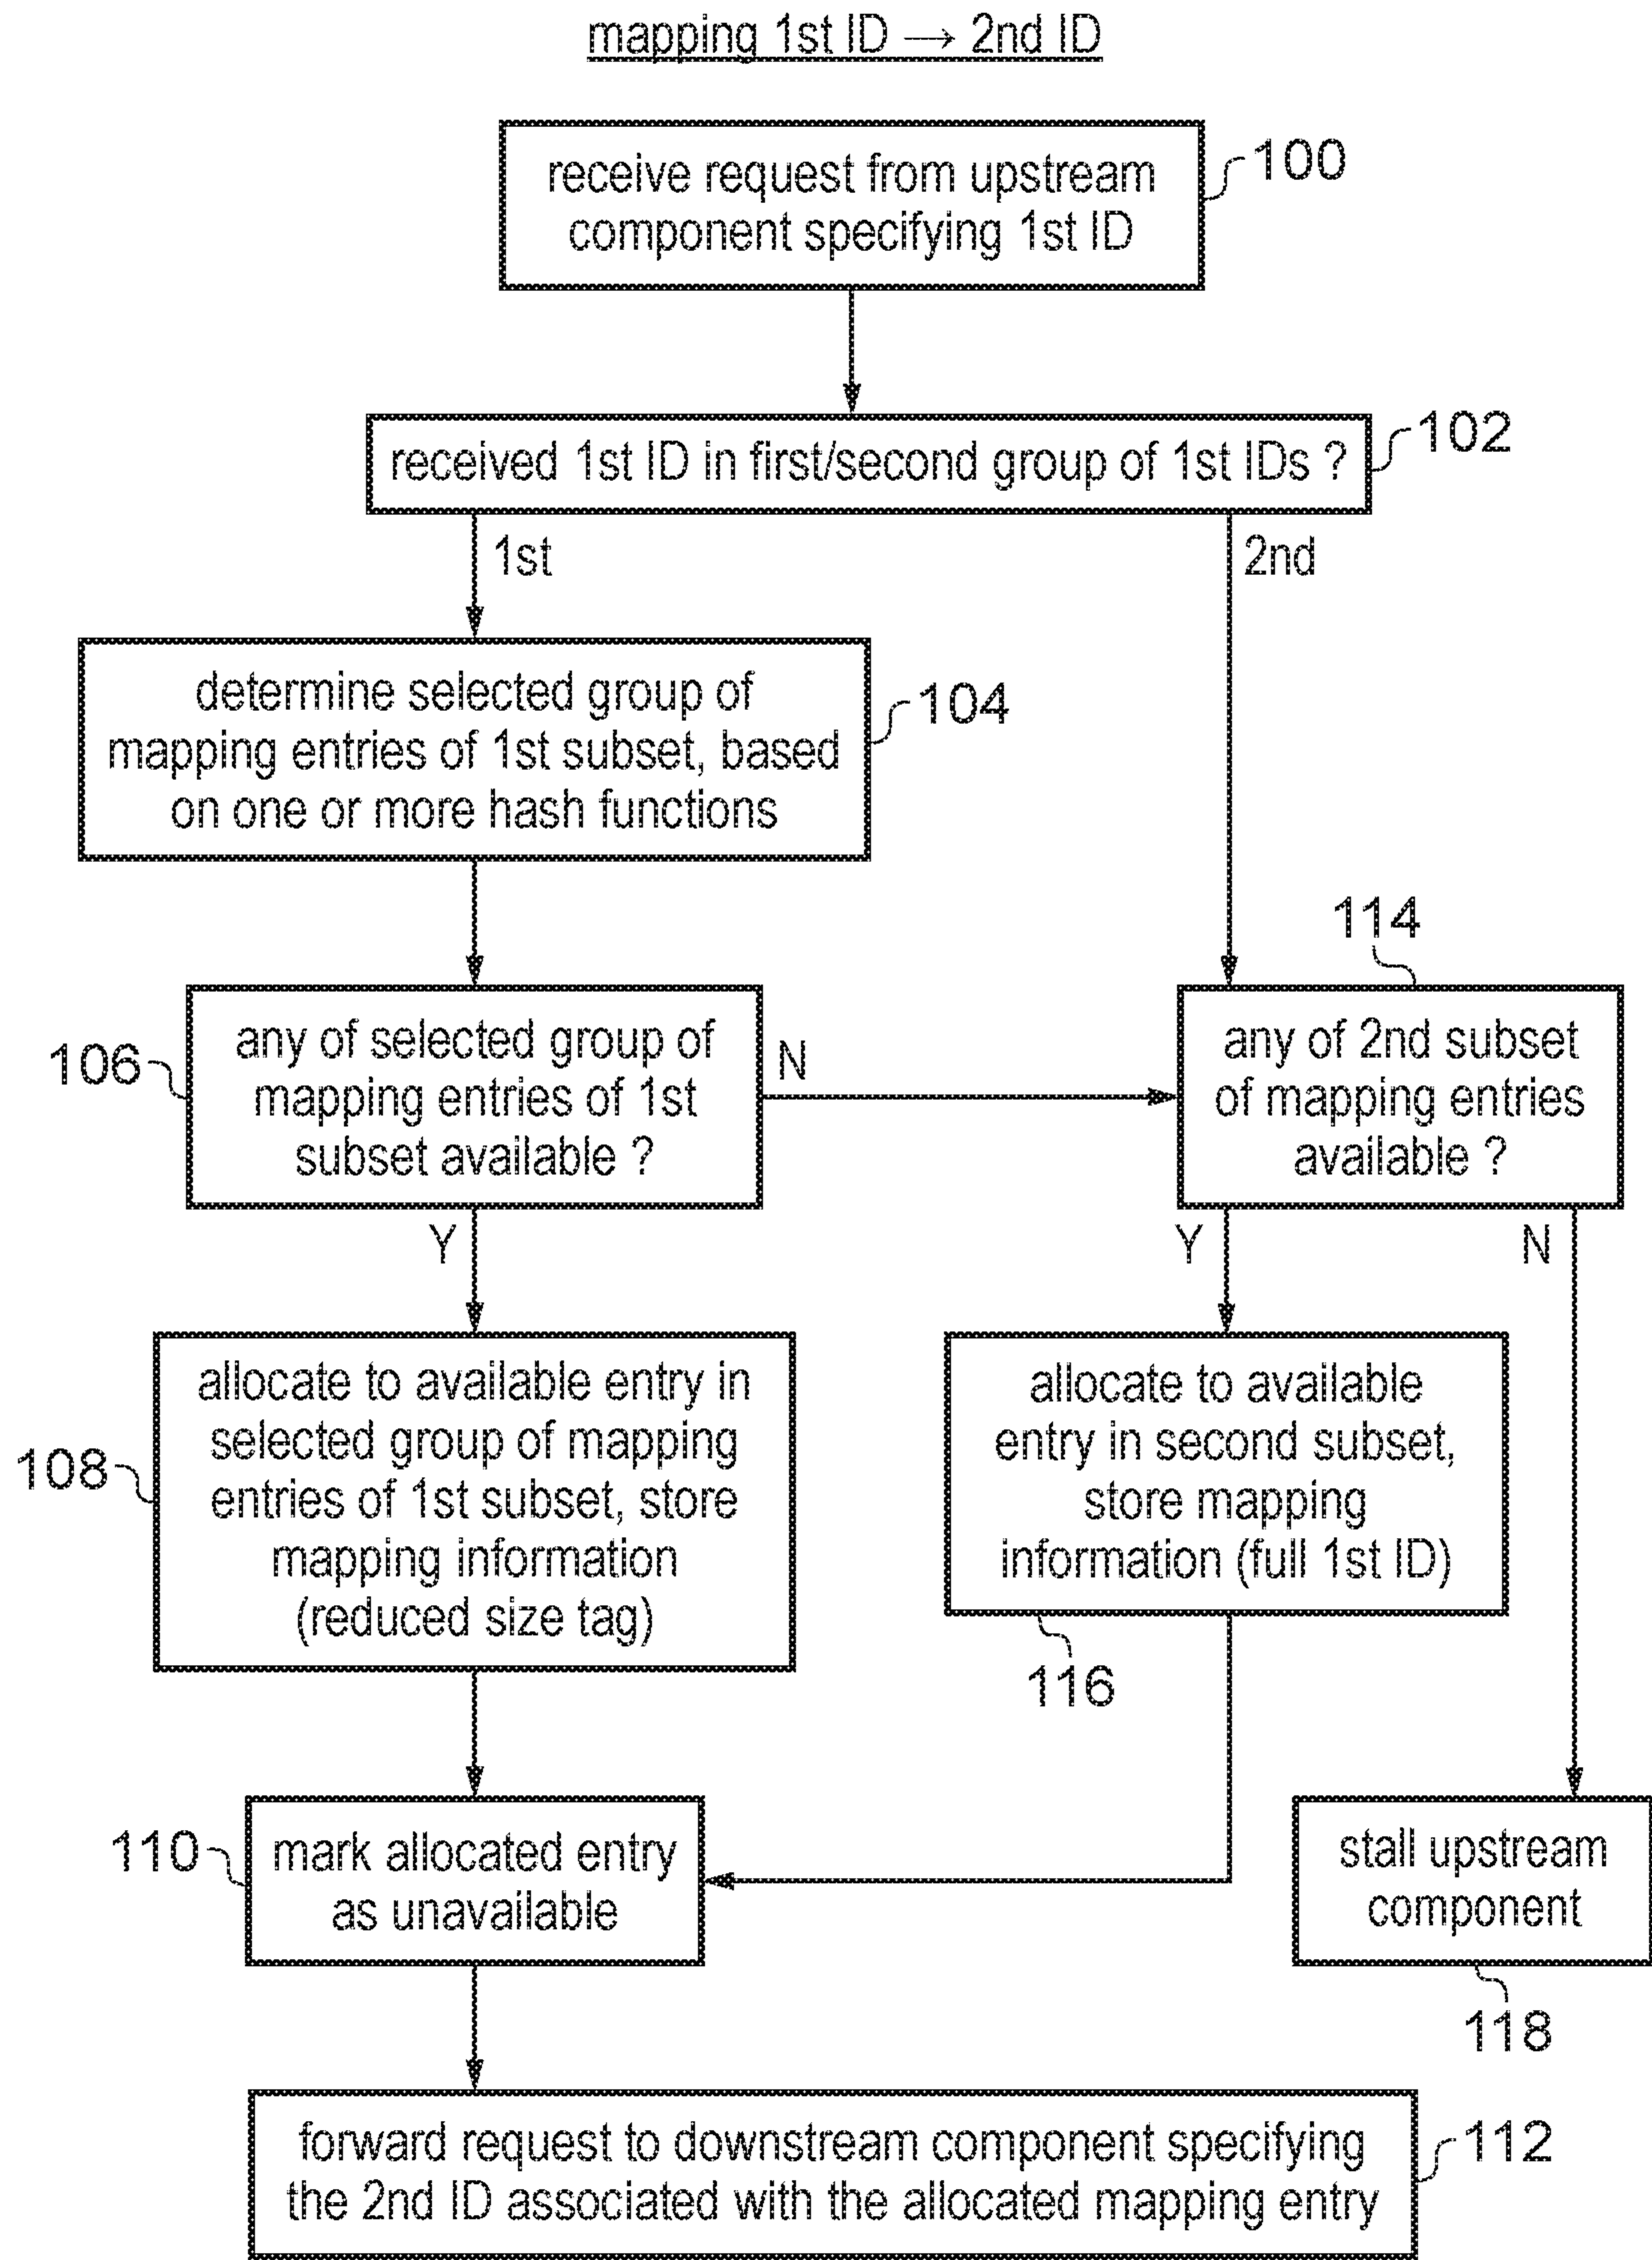 mapping 1st ID → 2nd ID
receive request from upstream
component specifying 1st ID
100
received 1st ID in first/second group of 1st IDs ?
102
1st
2nd
determine selected group of
mapping entries of 1st subset, based
on one or more hash functions
104
114
106
any of selected group of
mapping entries of 1st
subset available ?
N
any of 2nd subset
of mapping entries
available ?
Y
Y
N
108
allocate to available entry in
selected group of mapping
entries of 1st subset, store
mapping information
(reduced size tag)
allocate to available
entry in second subset,
store mapping
information (full 1st ID)
116
110
mark allocated entry
as unavailable
stall upstream
component
118
forward request to downstream component specifying
the 2nd ID associated with the allocated mapping entry
112